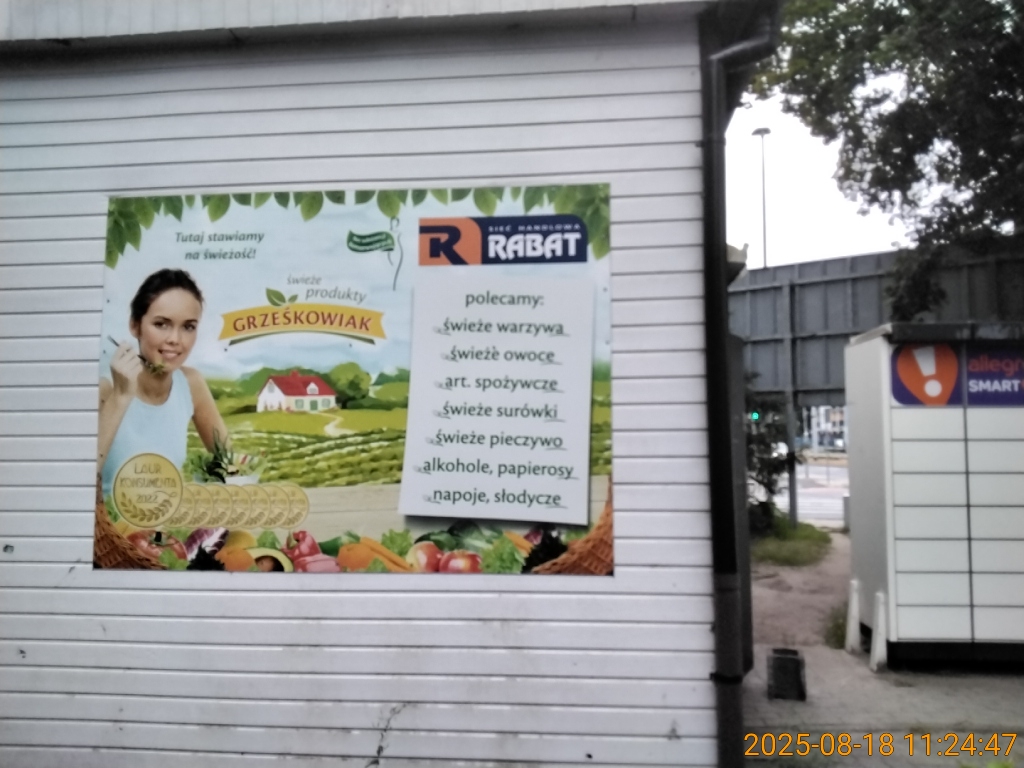 Tutaj stawiamy
na świeżość!
świeże
produkty
GRZEŚKOWIAK
LAUR
KONSUMENTA
2022
SIEĆ HANDLOWA
RABAT
polecamy:
świeże warzywa
świeże owoce
art. spożywcze
świeże surówki
świeże pieczywo
alkohole, papierosy
napoje, słodycze
allegro
SMART!
2025-08-18 11:24:47